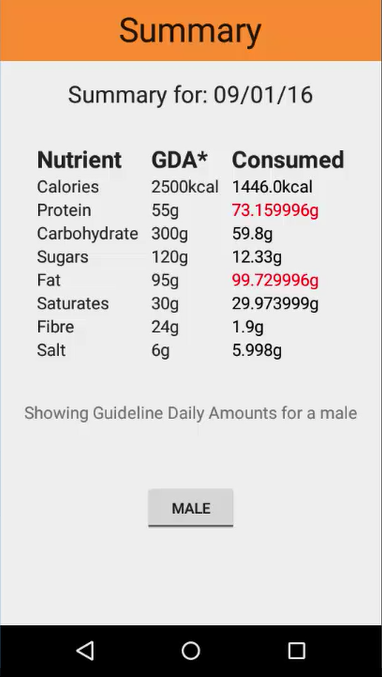 Summary
Summary for: 09/01/16
Nutrient GDA* Consumed
Calories 2500kcal 1446.0kcal
Protein 55g 73.159996g
Carbohydrate 300g 59.8g
Sugars 120g 12.33g
Fat 95g 99.729996g
Saturates 30g 29.973999g
Fibre 24g 1.9g
Salt 6g 5.998g
Showing Guideline Daily Amounts for a male
MALE